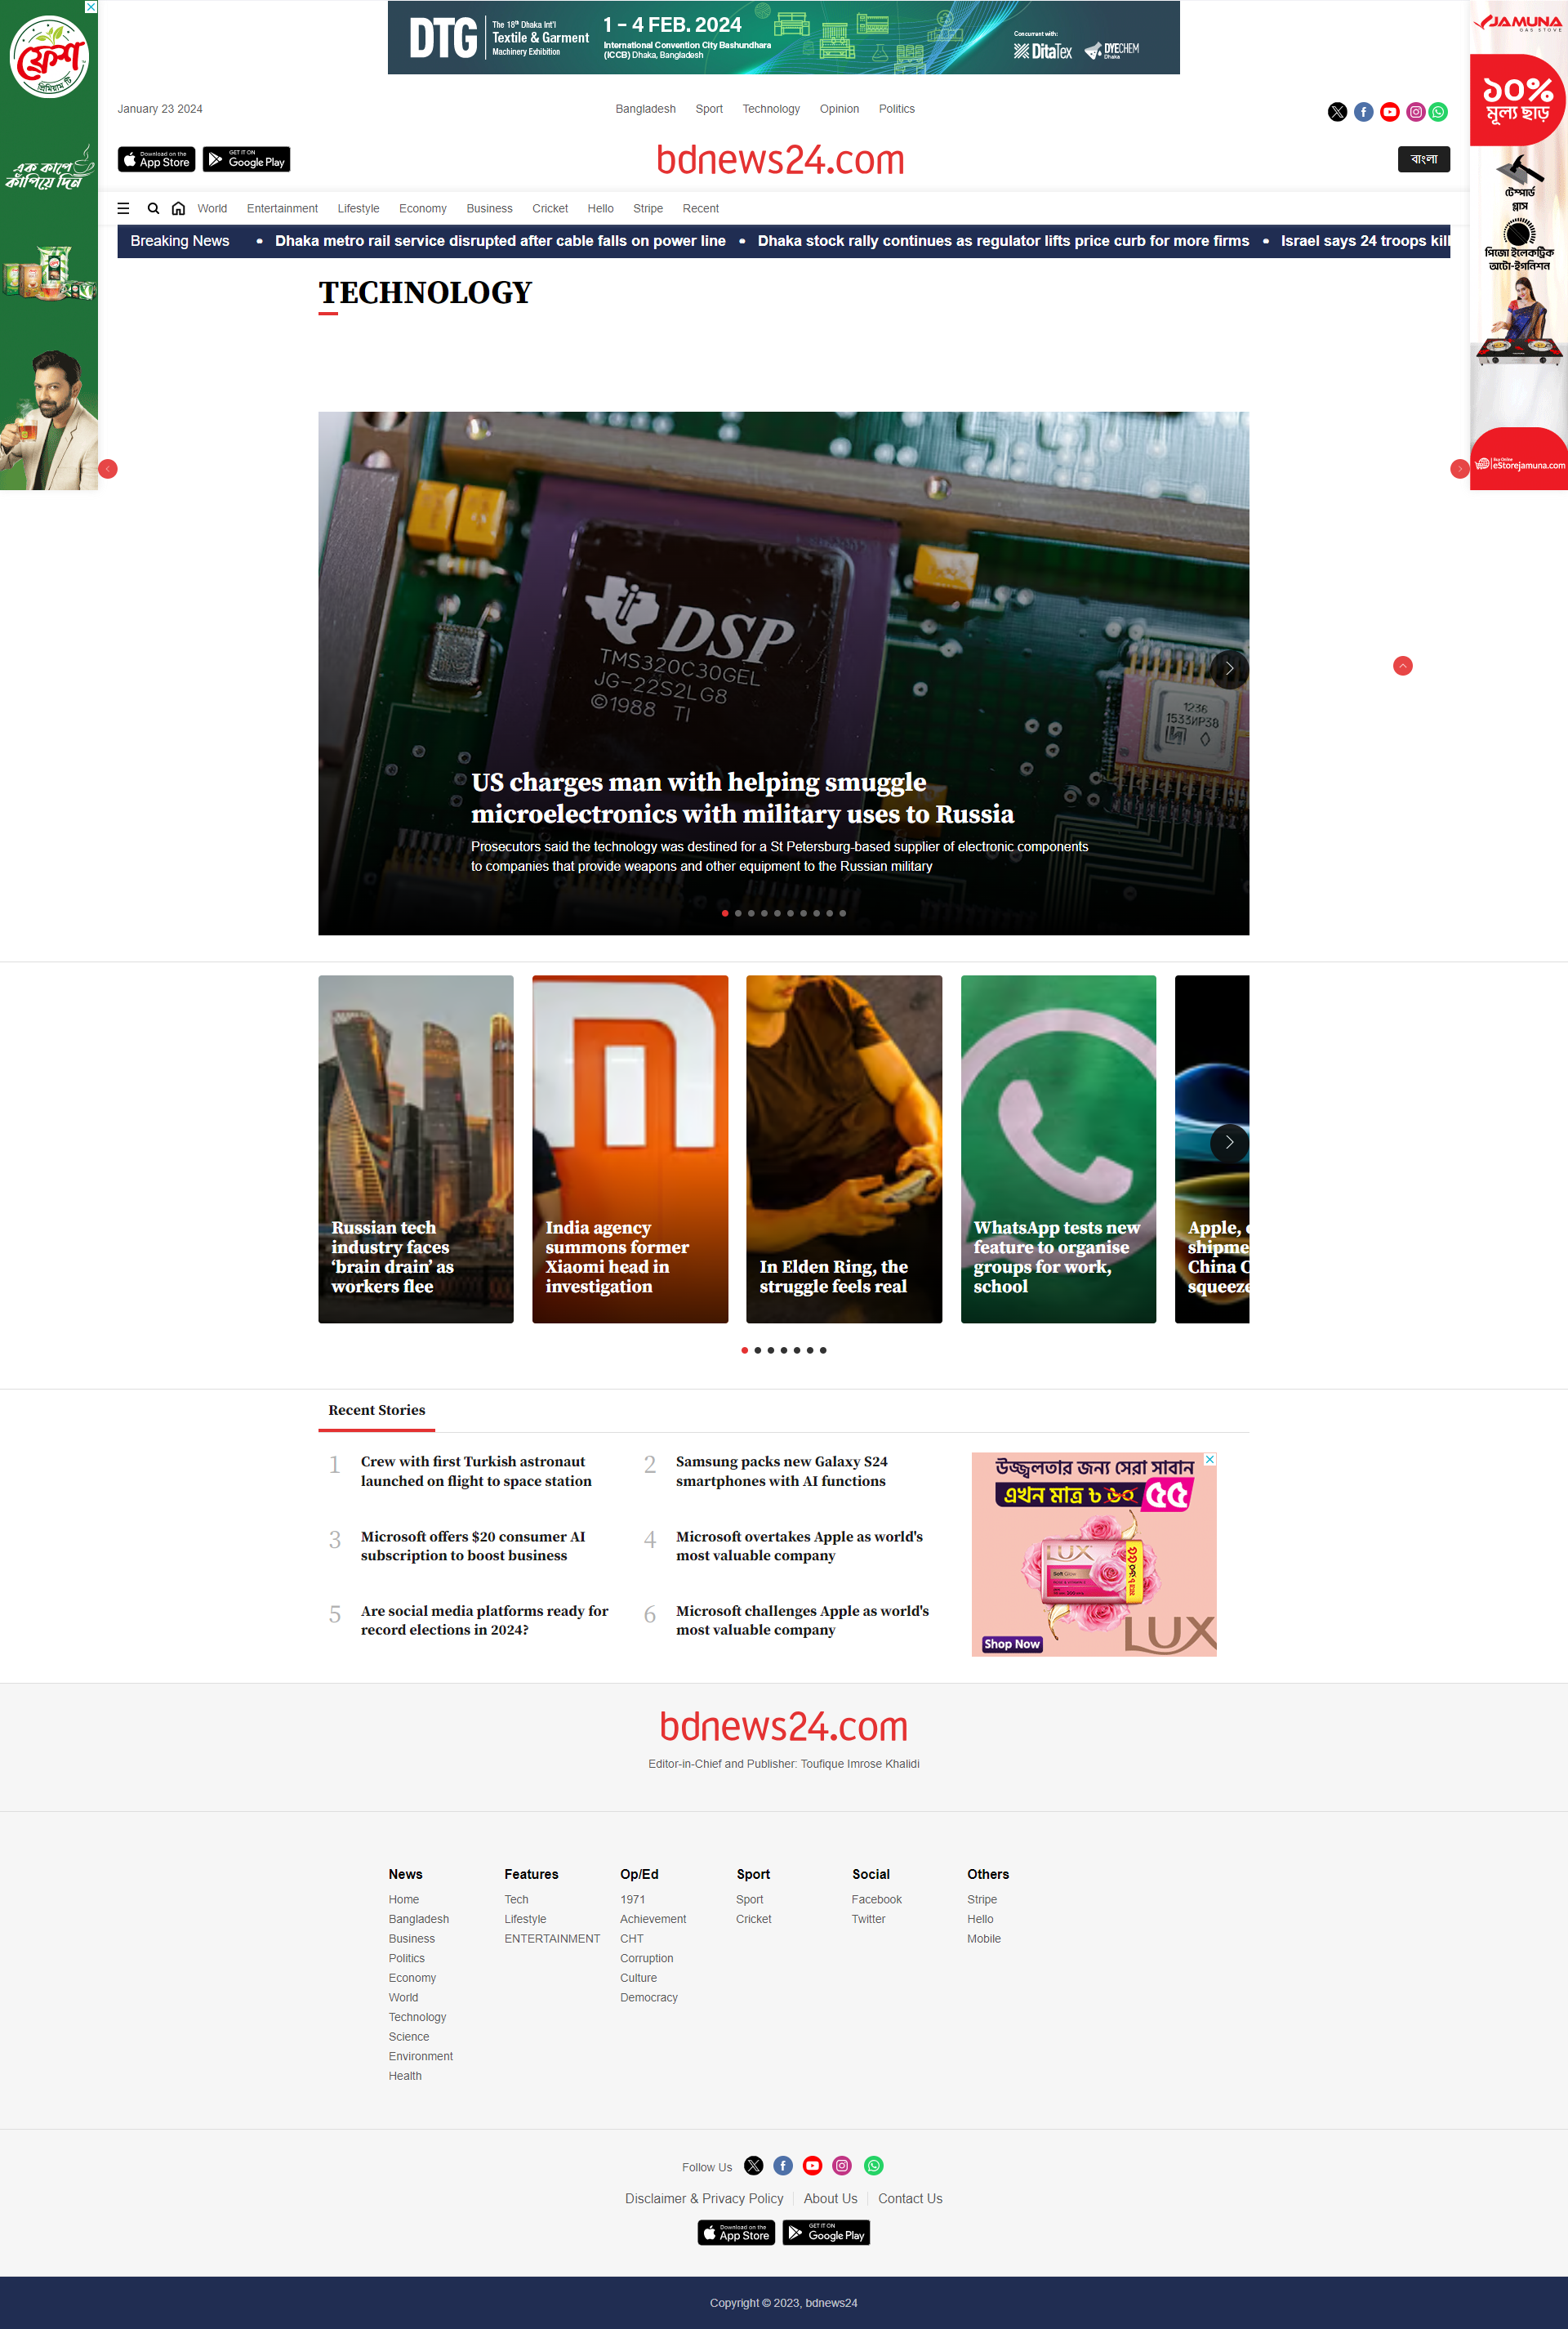 ফ্রেশ
প্রিমিয়াম টি
এক কাপে
কাঁপিয়ে দিন
DTG
The 18th Dhaka Int'l
Textile & Garment
Machinery Exhibition
1 – 4 FEB. 2024
International Convention City Bashundhara
(ICCB) Dhaka, Bangladesh
Concurrent with:
DitaTex
DYECHEM
Dhaka
JAMUNA
GAS STOVE
১০%
মূল্য ছাড়
টেম্পার্ড
গ্লাস
পিজো ইলেকট্রিক
অটো-ইগনিশন
Buy Online
eStorejamuna.com
January 23 2024
Bangladesh Sport Technology Opinion Politics
Download on the
App Store
GET IT ON
Google Play
bdnews24.com
বাংলা
World Entertainment Lifestyle Economy Business Cricket Hello Stripe Recent
Breaking News • Dhaka metro rail service disrupted after cable falls on power line • Dhaka stock rally continues as regulator lifts price curb for more firms • Israel says 24 troops kill
TECHNOLOGY
DSP
TMS320C30GEL
JG-22S2LG8
©1988 TI
1236
1533ИР38
US charges man with helping smuggle
microelectronics with military uses to Russia
Prosecutors said the technology was destined for a St Petersburg-based supplier of electronic components
to companies that provide weapons and other equipment to the Russian military
Russian tech
industry faces
‘brain drain’ as
workers flee
India agency
summons former
Xiaomi head in
investigation
In Elden Ring, the
struggle feels real
WhatsApp tests new
feature to organise
groups for work,
school
Apple,
shipme
China C
squeeze
Recent Stories
1 Crew with first Turkish astronaut
launched on flight to space station
2 Samsung packs new Galaxy S24
smartphones with AI functions
3 Microsoft offers $20 consumer AI
subscription to boost business
4 Microsoft overtakes Apple as world's
most valuable company
5 Are social media platforms ready for
record elections in 2024?
6 Microsoft challenges Apple as world's
most valuable company
উজ্জ্বলতার জন্য সেরা সাবান
এখন মাত্র ৳ ৬০ ৫৫
LUX
Soft Glow
LUX
Shop Now
bdnews24.com
Editor-in-Chief and Publisher: Toufique Imrose Khalidi
News
Home
Bangladesh
Business
Politics
Economy
World
Technology
Science
Environment
Health
Features
Tech
Lifestyle
ENTERTAINMENT
Op/Ed
1971
Achievement
CHT
Corruption
Culture
Democracy
Sport
Sport
Cricket
Social
Facebook
Twitter
Others
Stripe
Hello
Mobile
Follow Us
Disclaimer & Privacy Policy About Us Contact Us
Download on the
App Store
GET IT ON
Google Play
Copyright © 2023, bdnews24